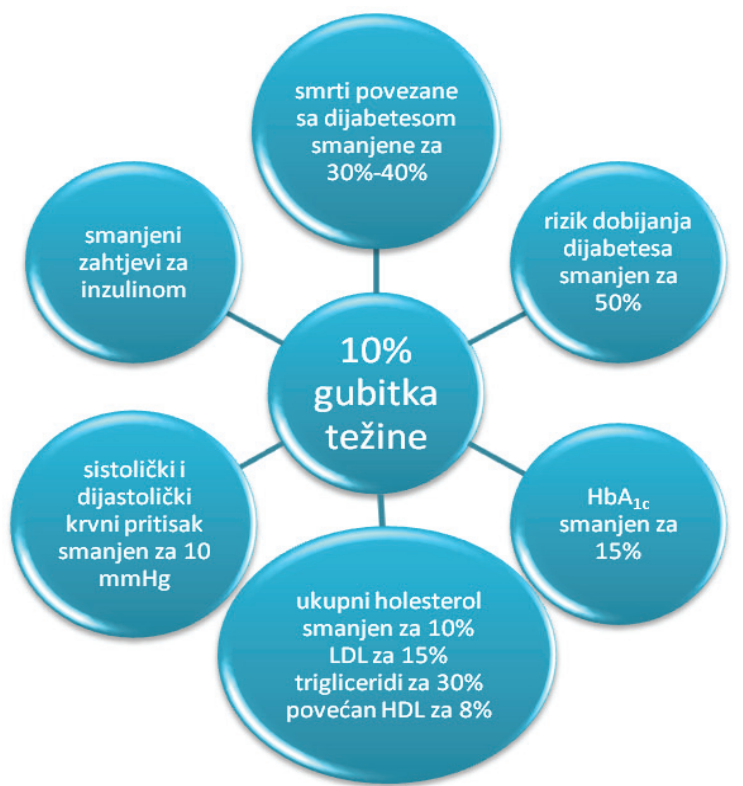 smrti povezane
sa dijabetesom
smanjene za
30%-40%
smanjeni
zahtjevi za
inzulinom
rizik dobijanja
dijabetesa
smanjen za
50%
10%
gubitka
težine
sistolički i
dijastolički
krvni pritisak
smanjen za 10
mmHg
HbA1c
smanjen za
15%
ukupni holesterol
smanjen za 10%
LDL za 15%
trigliceridi za 30%
povećan HDL za 8%